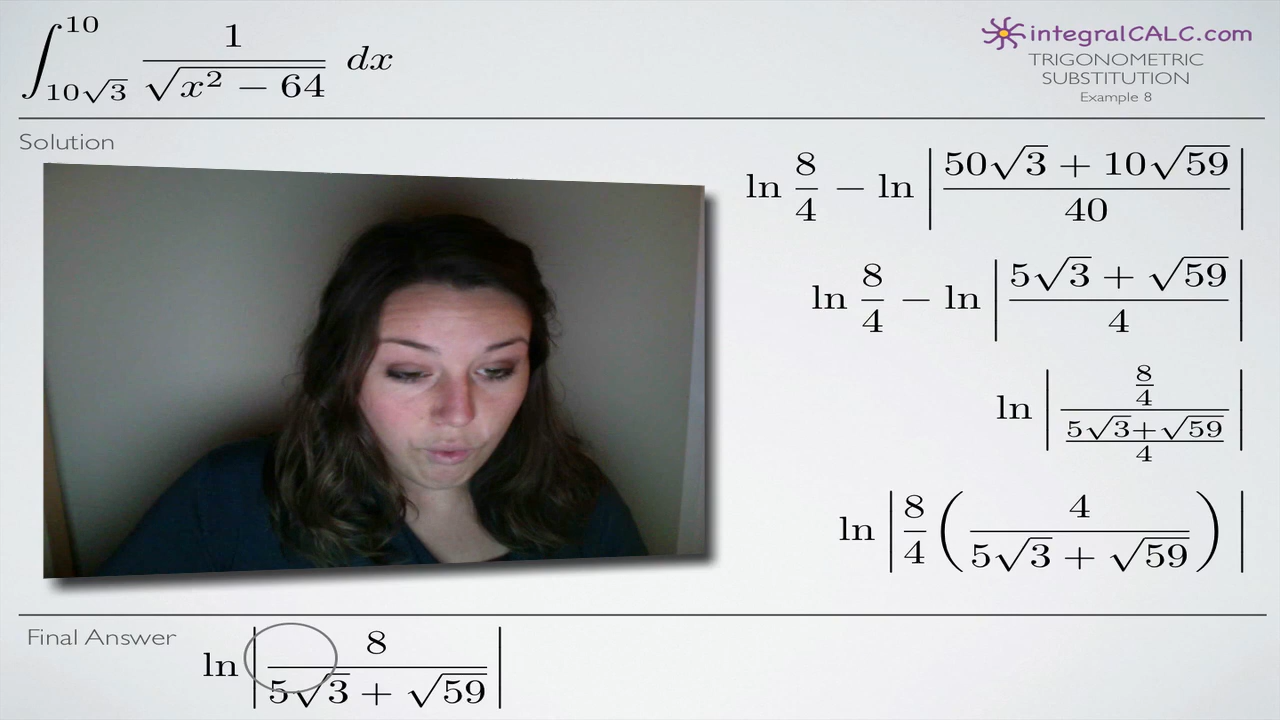 ∫_{10√3}^{10} 1/√(x² − 64) dx
integralCALC.com
TRIGONOMETRIC
SUBSTITUTION
Example 8
Solution
ln 8/4 − ln |(50√3 + 10√59)/40|
ln 8/4 − ln |(5√3 + √59)/4|
ln |(8/4)/((5√3+√59)/4)|
ln |8/4 (4/(5√3 + √59))|
Final Answer
ln |8/(5√3 + √59)|